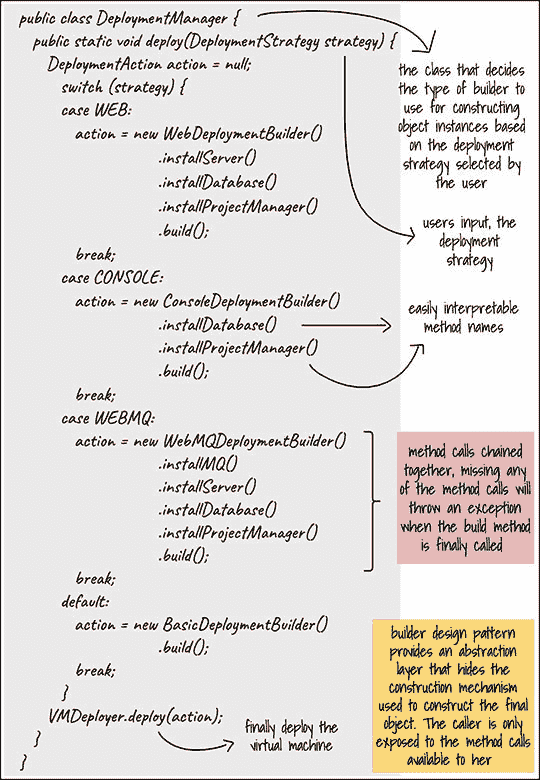 public class DeploymentManager {
public static void deploy(DeploymentStrategy strategy) {
DeploymentAction action = null;
switch (strategy) {
case WEB:
action = new WebDeploymentBuilder()
.installServer()
.installDatabase()
.installProjectManager()
.build();
break;
case CONSOLE:
action = new ConsoleDeploymentBuilder()
.installDatabase()
.installProjectManager()
.build();
break;
case WEBMQ:
action = new WebMQDeploymentBuilder()
.installMQ()
.installServer()
.installDatabase()
.installProjectManager()
.build();
break;
default:
action = new BasicDeploymentBuilder()
.build();
break;
}
VMDeployer.deploy(action);
}
}
the class that decides
the type of builder to
use for constructing
object instances based
on the deployment
strategy selected by
the user
users input, the
deployment
strategy
easily interpretable
method names
method calls chained
together, missing any
of the method calls will
throw an exception
when the build method
is finally called
builder design pattern
provides an abstraction
layer that hides the
construction mechanism
used to construct the final
object. The caller is only
exposed to the method calls
available to her
finally deploy the
virtual machine